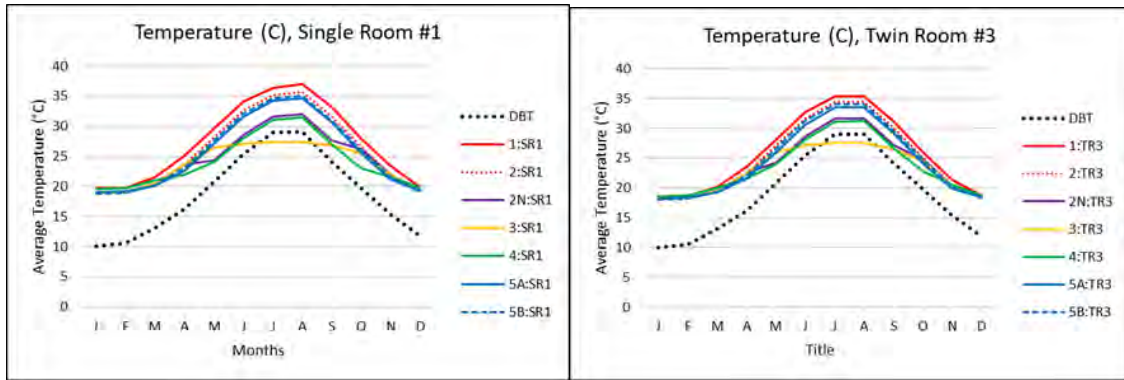 Temperature (C), Single Room #1
Average Temperature (°C)
40
35
30
25
20
15
10
5
0
J F M A M J J A S O N D
Months
DBT
1:SR1
2:SR1
2N:SR1
3:SR1
4:SR1
5A:SR1
5B:SR1
Temperature (C), Twin Room #3
Average Temperature (°C)
40
35
30
25
20
15
10
5
0
J F M A M J J A S O N D
Title
DBT
1:TR3
2:TR3
2N:TR3
3:TR3
4:TR3
5A:TR3
5B:TR3